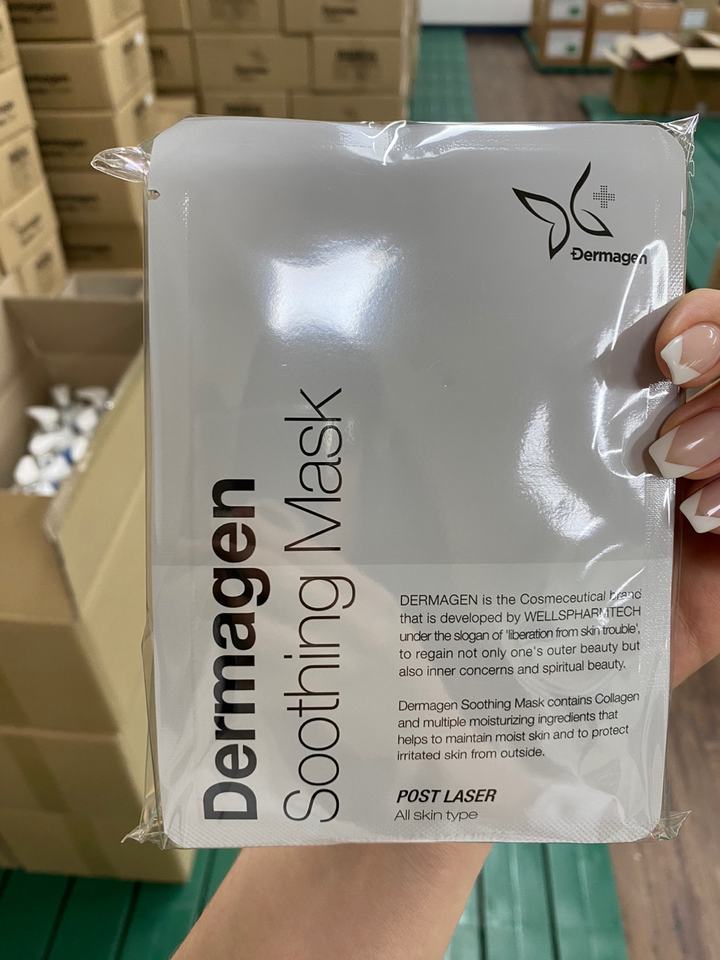 Dermagen
Dermagen
Soothing Mask
DERMAGEN is the Cosmeceutical brand
that is developed by WELLSPHARMTECH
under the slogan of 'liberation from skin trouble',
to regain not only one's outer beauty but
also inner concerns and spiritual beauty.
Dermagen Soothing Mask contains Collagen
and multiple moisturizing ingredients that
helps to maintain moist skin and to protect
irritated skin from outside.
POST LASER
All skin type